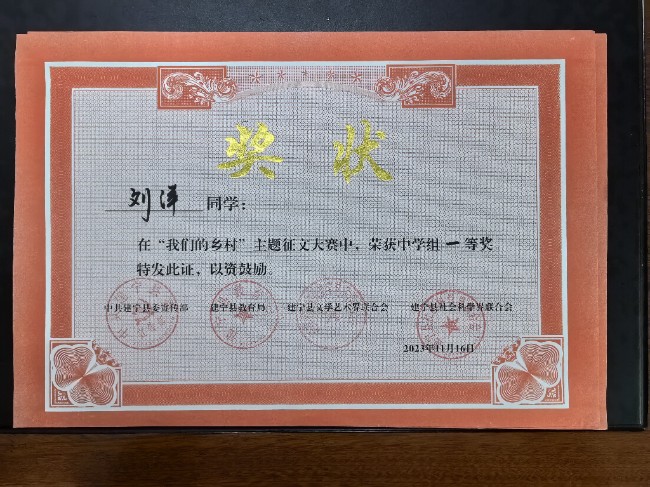 奖状
刘洋同学：
在“我们的乡村”主题征文大赛中，荣获中学组一等奖
特发此证，以资鼓励。
中共建宁县委宣传部 建宁县教育局 建宁县文学艺术界联合会 建宁县社会科学界联合会
2023年11月16日